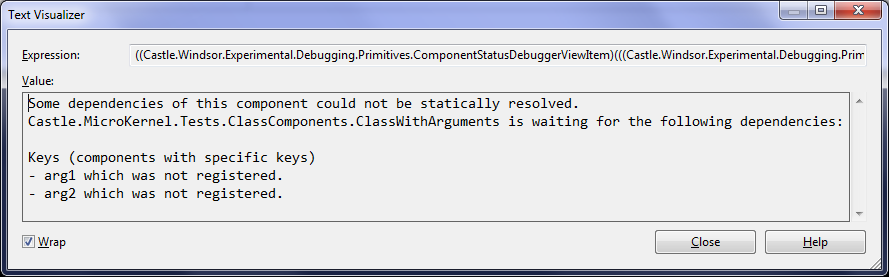 Text Visualizer
Expression:
((Castle.Windsor.Experimental.Debugging.Primitives.ComponentStatusDebuggerViewItem)(((Castle.Windsor.Experimental.Debugging.Prim
Value:
Some dependencies of this component could not be statically resolved.
Castle.MicroKernel.Tests.ClassComponents.ClassWithArguments is waiting for the following dependencies:
Keys (components with specific keys)
- arg1 which was not registered.
- arg2 which was not registered.
Wrap
Close
Help